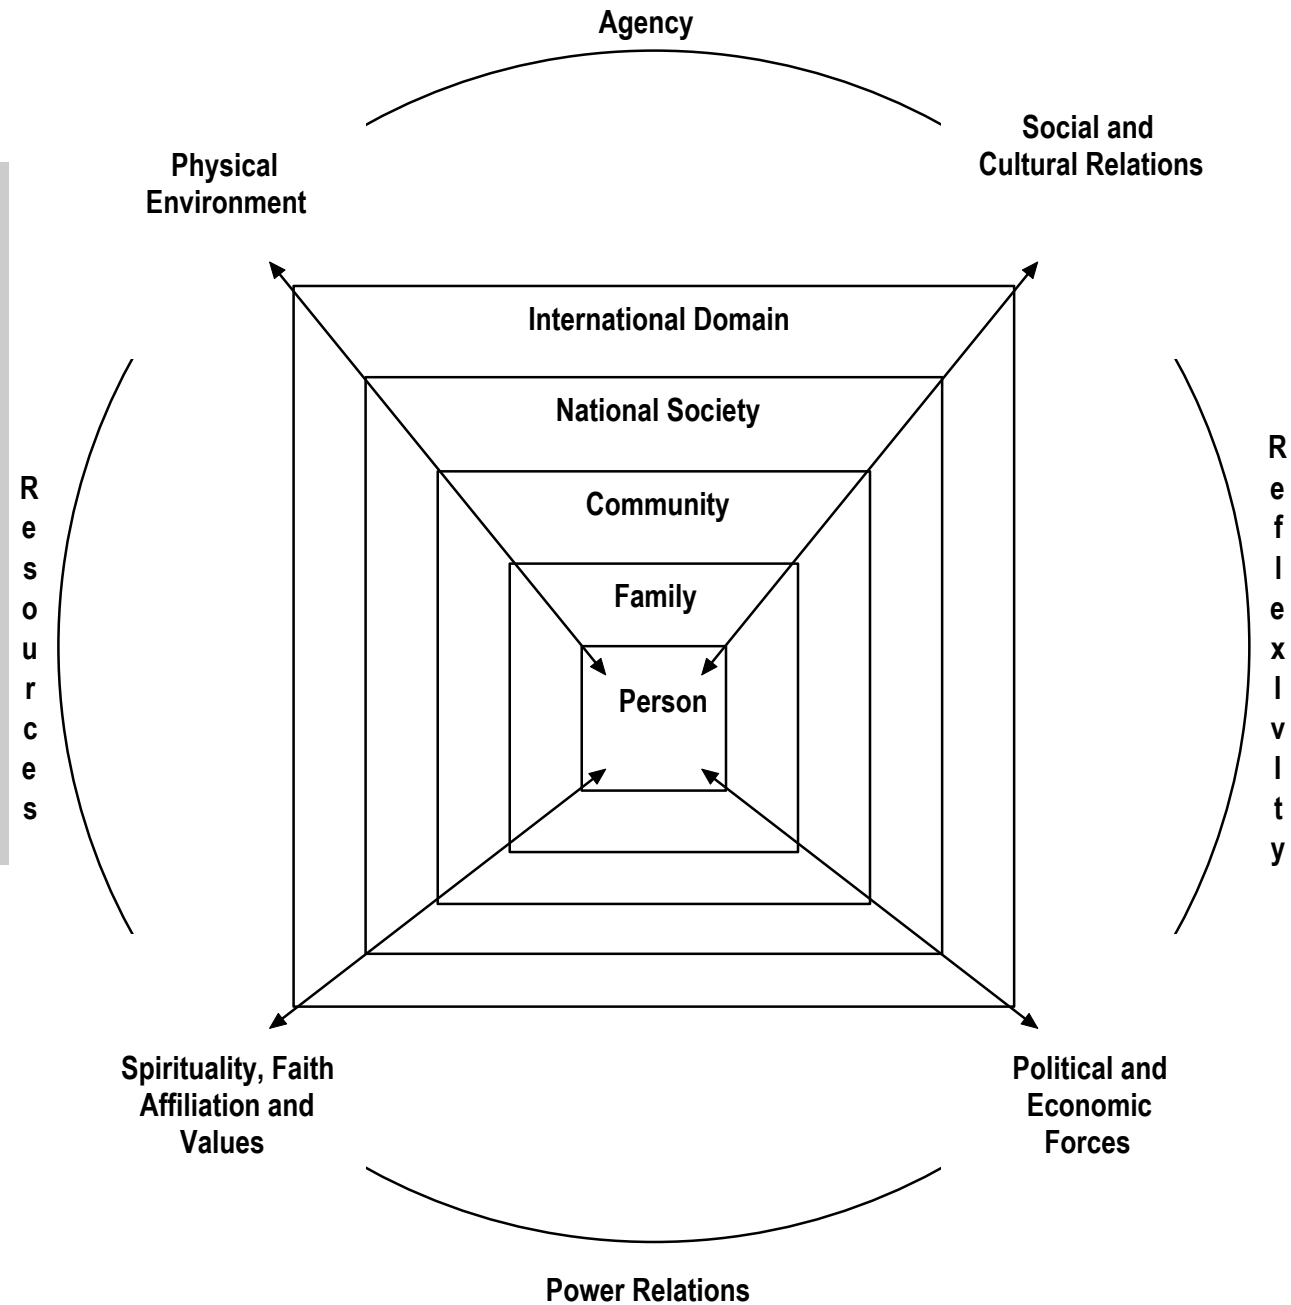 Agency
Social and
Cultural Relations
Physical
Environment
International Domain
National Society
Community
Family
Person
R
e
s
o
u
r
c
e
s
R
e
f
l
e
x
I
v
I
t
y
Spirituality, Faith
Affiliation and
Values
Political and
Economic
Forces
Power Relations